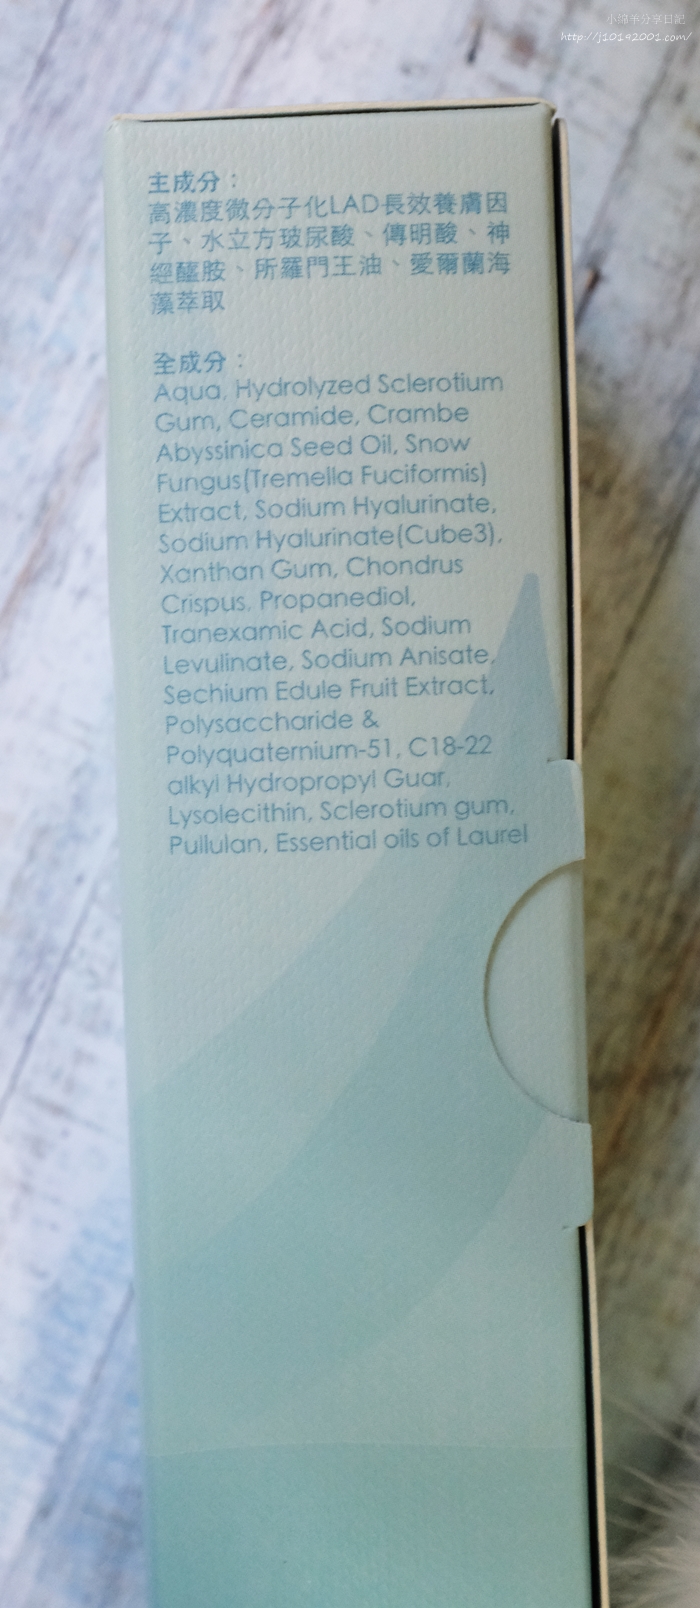 小綿羊分享日記
http://j10192001.com/
主成分：
高濃度微分子化LAD長效養膚因
子、水立方玻尿酸、傳明酸、神
經醯胺、所羅門王油、愛爾蘭海
藻萃取
全成分：
Aqua, Hydrolyzed Sclerotium
Gum, Ceramide, Crambe
Abyssinica Seed Oil, Snow
Fungus(Tremella Fuciformis)
Extract, Sodium Hyalurinate,
Sodium Hyalurinate(Cube3),
Xanthan Gum, Chondrus
Crispus, Propanediol,
Tranexamic Acid, Sodium
Levulinate, Sodium Anisate,
Sechium Edule Fruit Extract,
Polysaccharide &
Polyquaternium-51, C18-22
alkyl Hydropropyl Guar,
Lysolecithin, Sclerotium gum,
Pullulan, Essential oils of Laurel